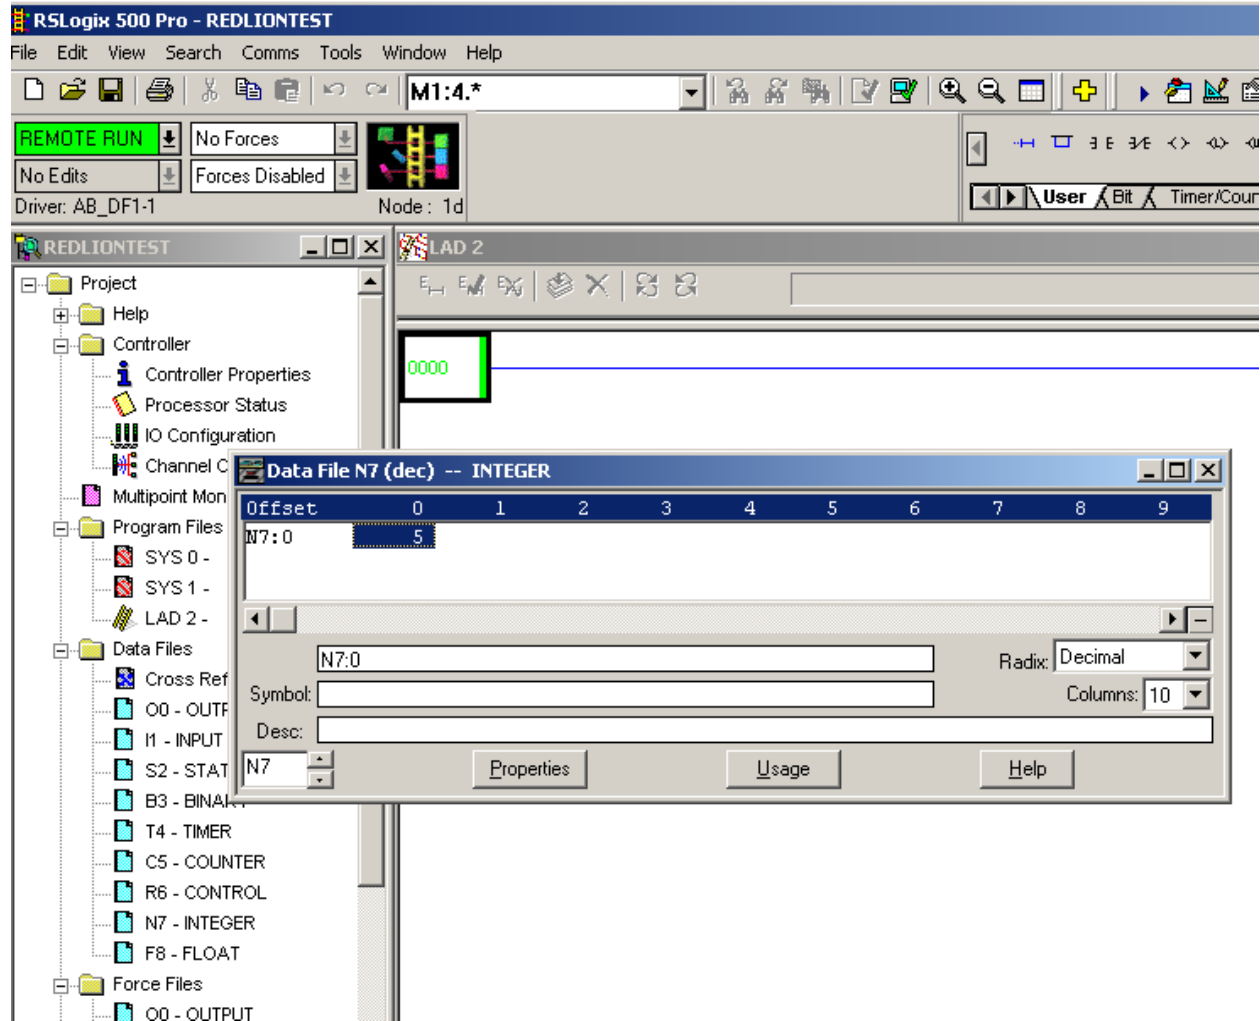 RSLogix 500 Pro - REDLIONTEST
File Edit View Search Comms Tools Window Help
M1:4.*
REMOTE RUN No Forces
No Edits Forces Disabled
Driver: AB_DF1-1 Node : 1d
User Bit Timer/Coun
REDLIONTEST
LAD 2
Project
Help
Controller
Controller Properties
Processor Status
IO Configuration
Channel C
Multipoint Mon
Program Files
SYS 0 -
SYS 1 -
LAD 2 -
Data Files
Cross Ref
O0 - OUTP
I1 - INPUT
S2 - STAT
B3 - BINARY
T4 - TIMER
C5 - COUNTER
R6 - CONTROL
N7 - INTEGER
F8 - FLOAT
Force Files
O0 - OUTPUT
0000
Data File N7 (dec) -- INTEGER
Offset 0 1 2 3 4 5 6 7 8 9
N7:0 5
N7:0
Radix: Decimal
Symbol:
Columns: 10
Desc:
N7
Properties Usage Help